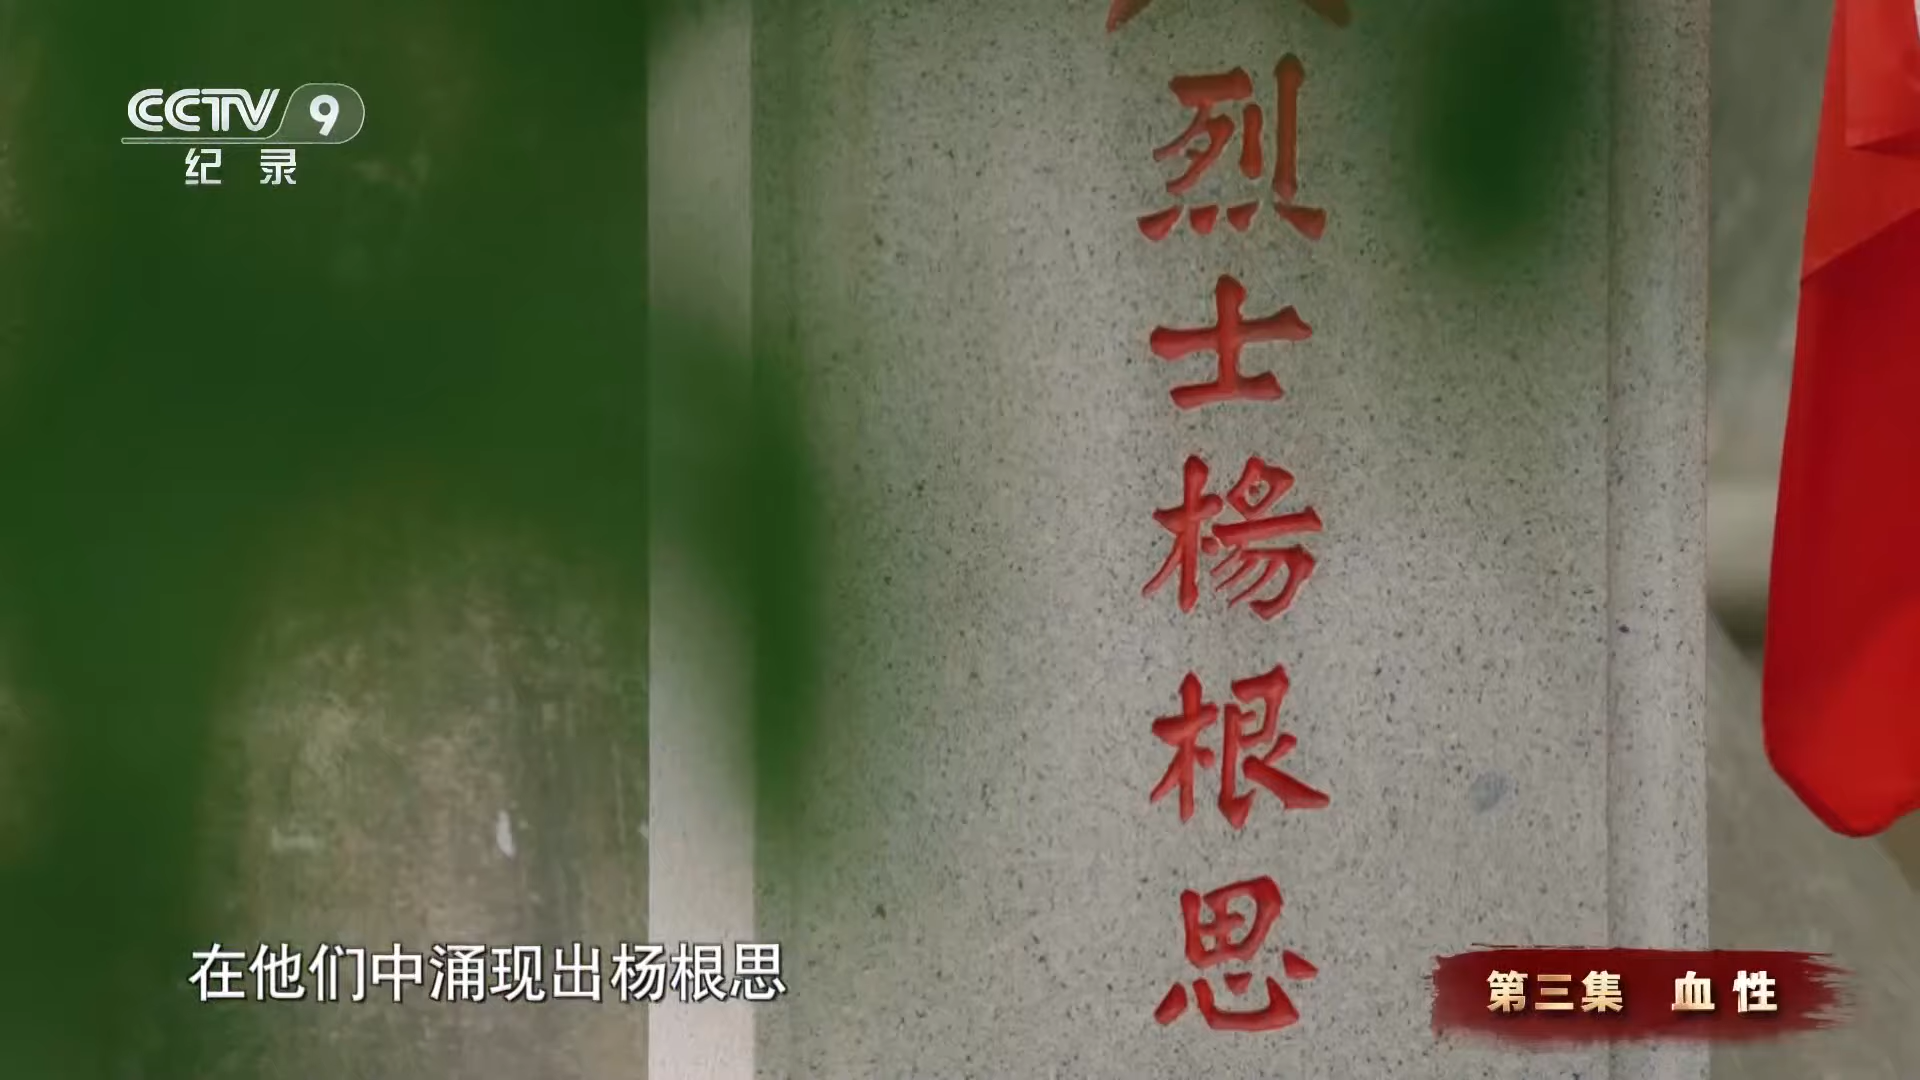 CCTV 9
纪录
烈士楊根思
在他们中涌现出杨根思
第三集 血性